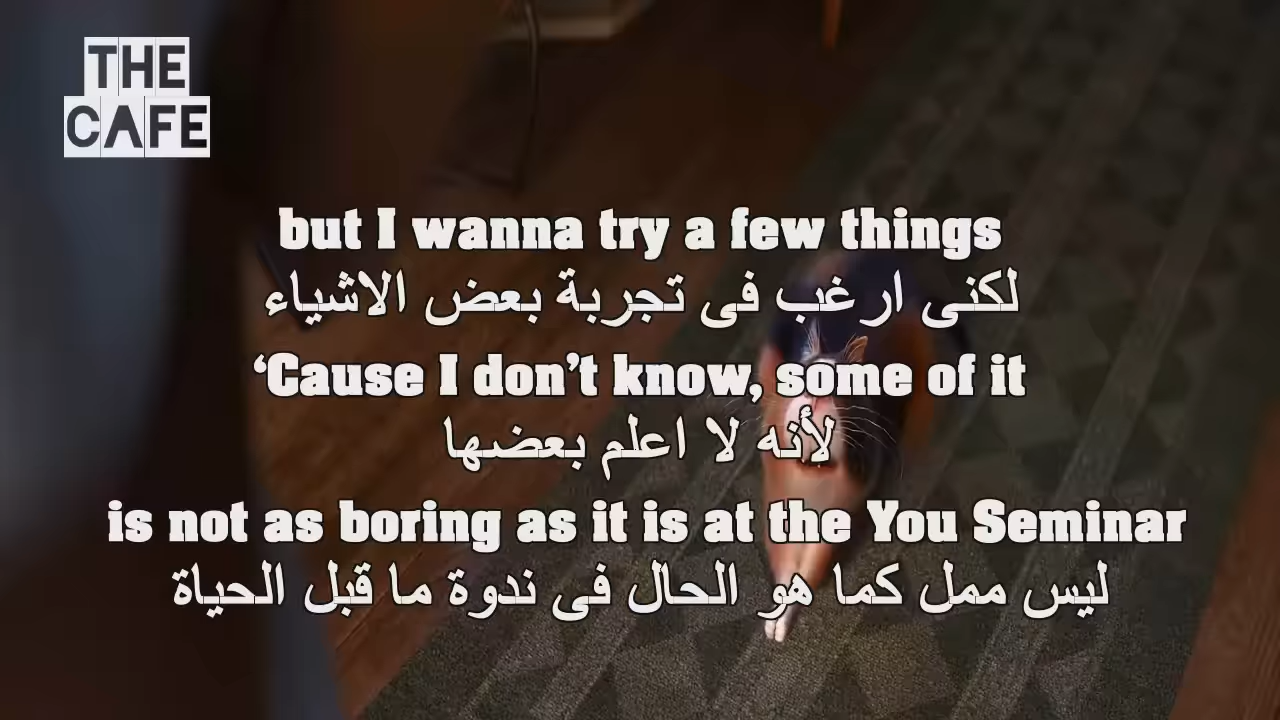 THE
CAFE
but I wanna try a few things
لكنى ارغب فى تجربة بعض الاشياء
‘Cause I don’t know, some of it
لأنه لا اعلم بعضها
is not as boring as it is at the You Seminar
ليس ممل كما هو الحال فى ندوة ما قبل الحياة